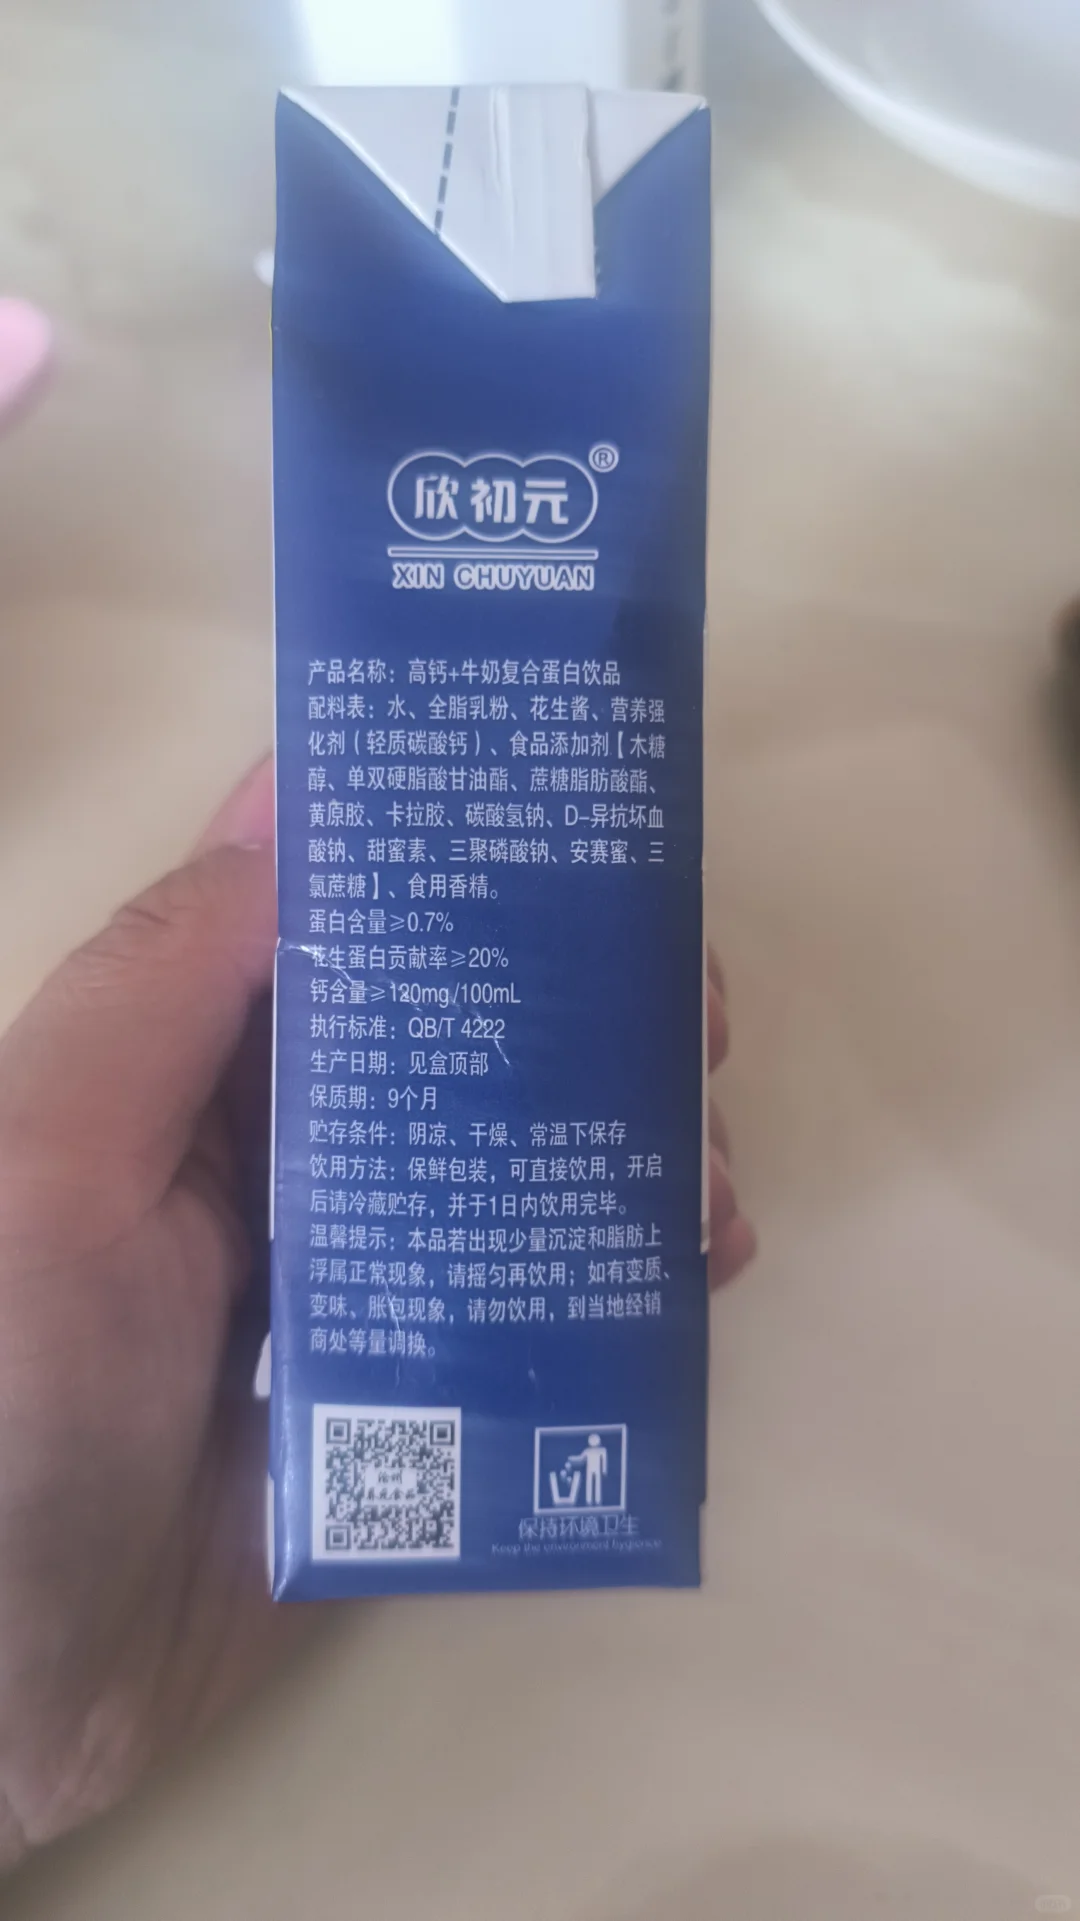 欣初元®
XIN CHUYUAN
产品名称：高钙+牛奶复合蛋白饮品
配料表：水、全脂乳粉、花生酱、营养强
化剂（轻质碳酸钙）、食品添加剂【木糖
醇、单双硬脂酸甘油酯、蔗糖脂肪酸酯、
黄原胶、卡拉胶、碳酸氢钠、D-异抗坏血
酸钠、甜蜜素、三聚磷酸钠、安赛蜜、三
氯蔗糖】、食用香精。
蛋白含量≥0.7%
花生蛋白贡献率≥20%
钙含量≥120mg/100mL
执行标准：QB/T 4222
生产日期：见盒顶部
保质期：9个月
贮存条件：阴凉、干燥、常温下保存
饮用方法：保鲜包装，可直接饮用，开启
后请冷藏贮存，并于1日内饮用完毕。
温馨提示：本品若出现少量沉淀和脂肪上
浮属正常现象，请摇匀再饮用；如有变质、
变味、胀包现象，请勿饮用，到当地经销
商处等量调换。
保持环境卫生
Keep the environment hygience